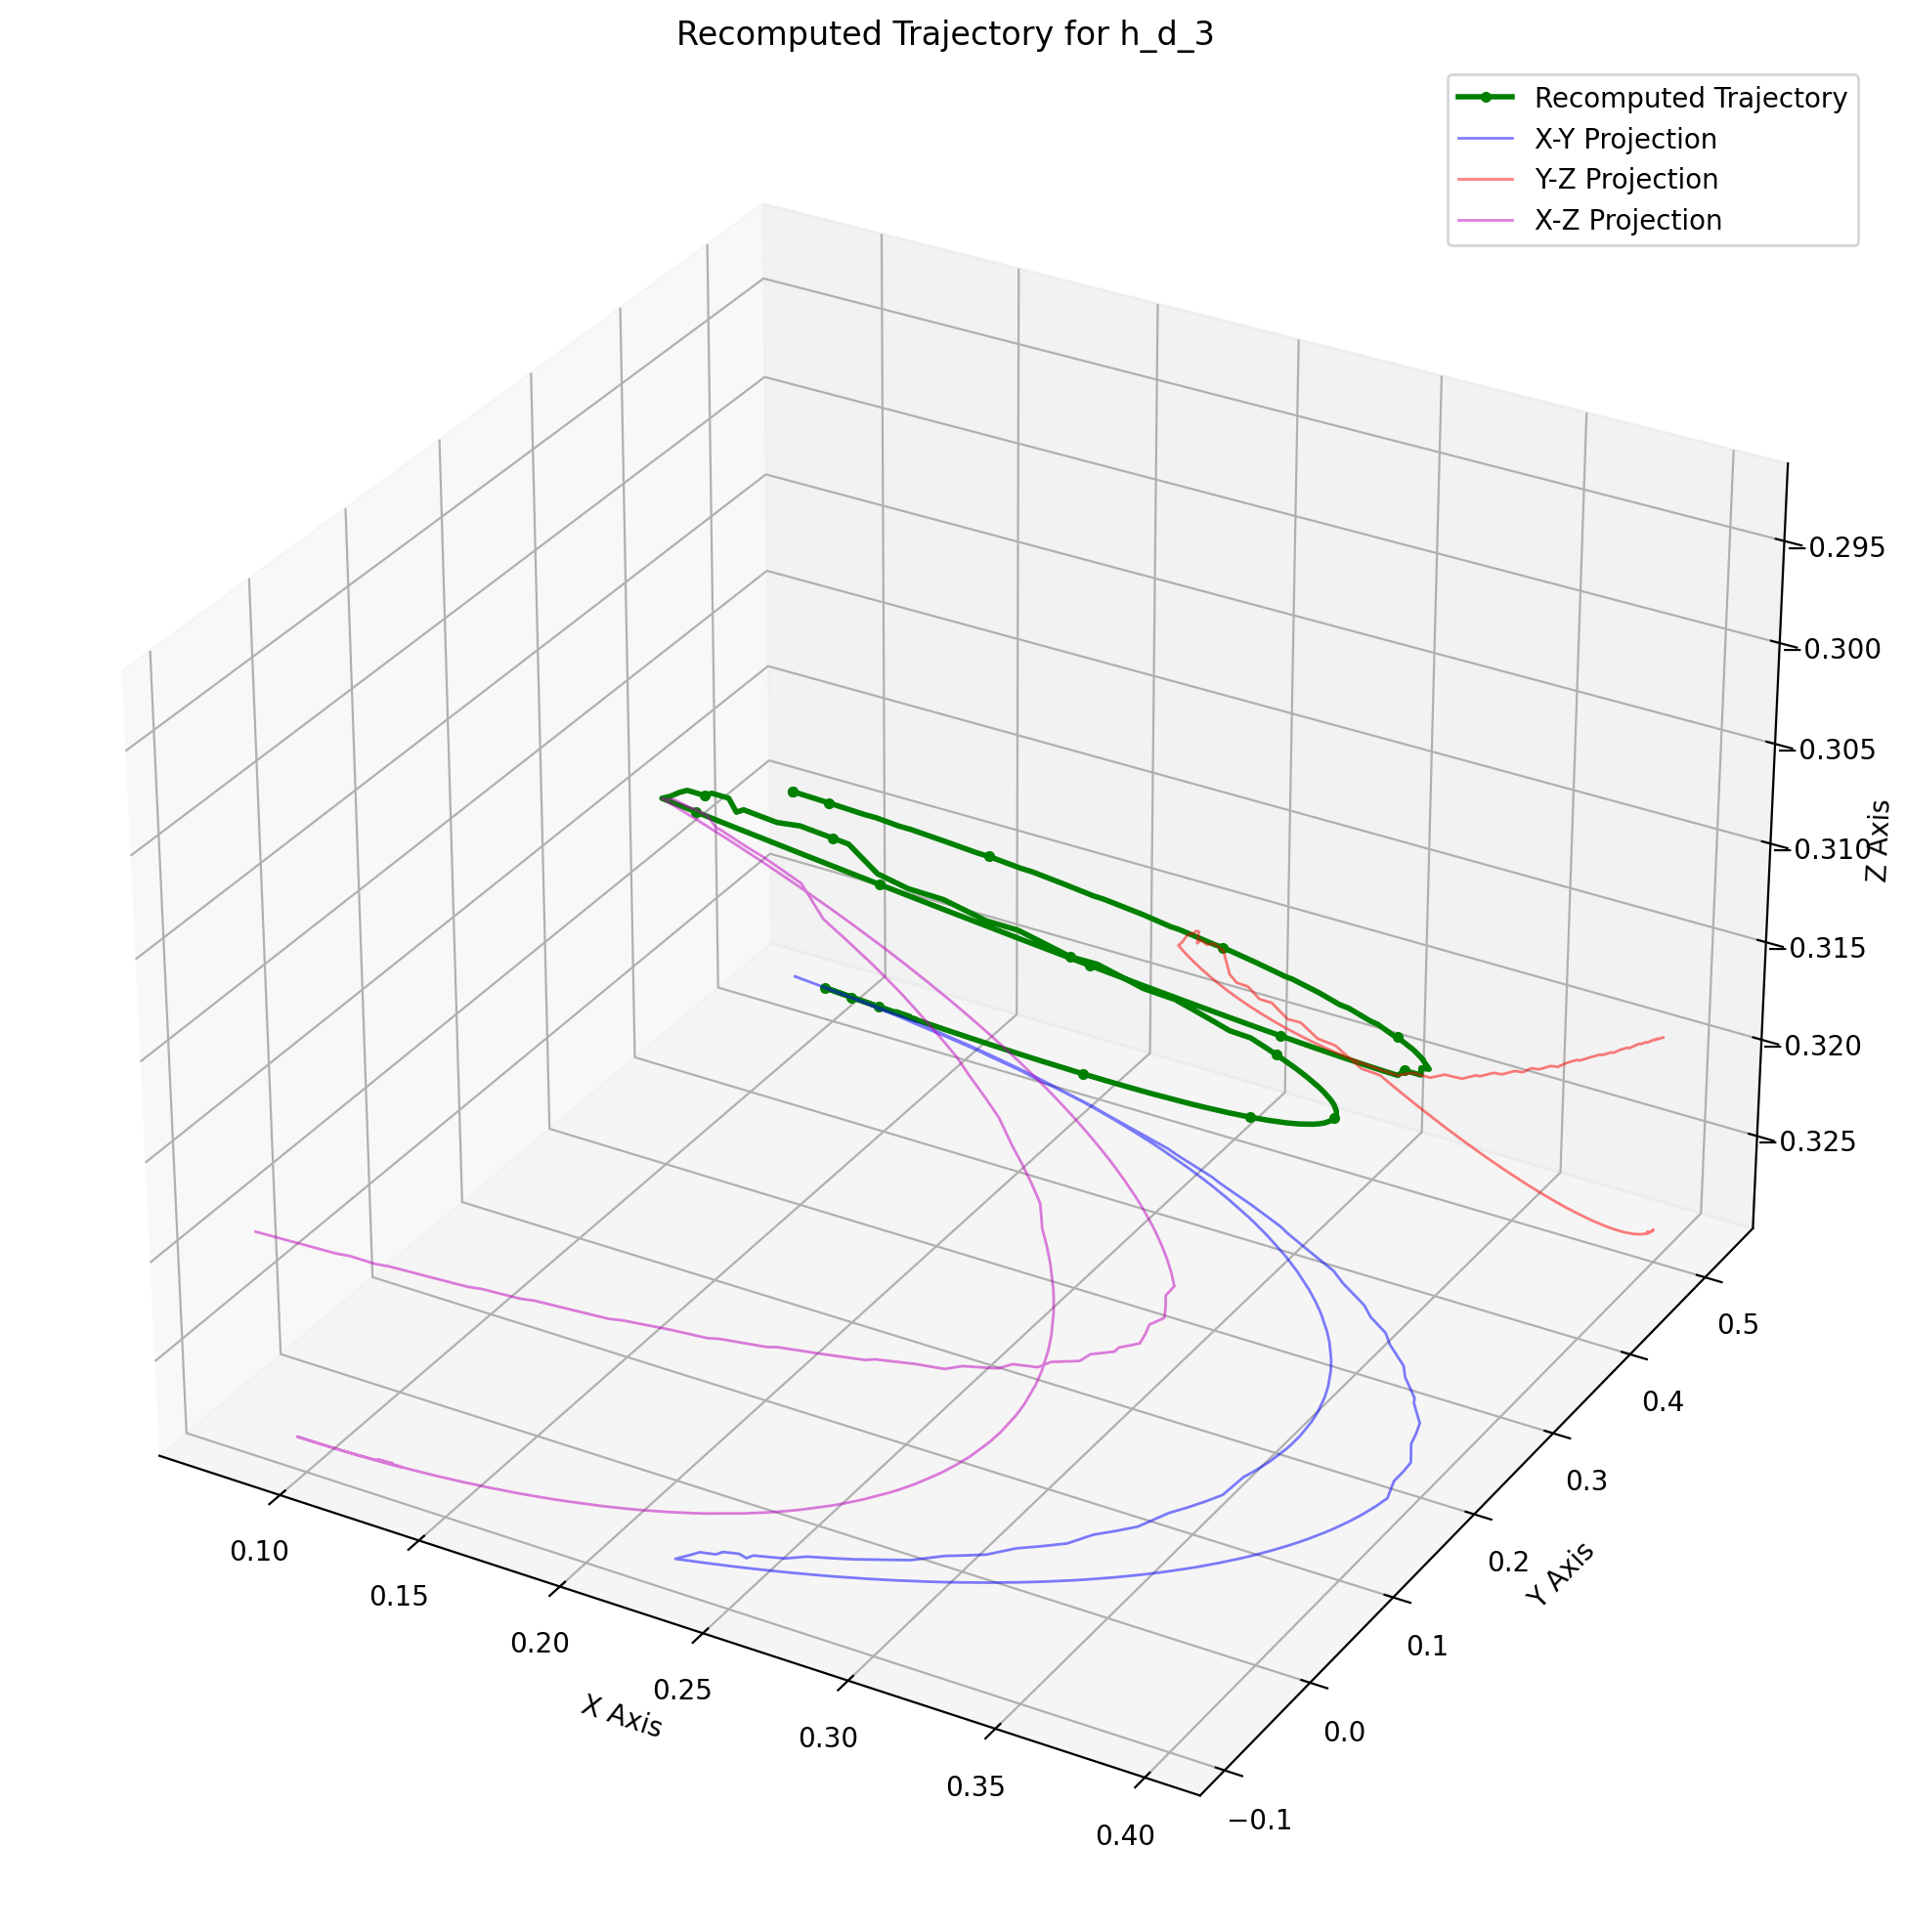 Recomputed Trajectory for h_d_3
Recomputed Trajectory
X-Y Projection
Y-Z Projection
X-Z Projection
−0.295
−0.300
−0.305
−0.310
−0.315
−0.320
−0.325
Z Axis
0.5
0.4
0.3
0.2
0.1
0.0
−0.1
Y Axis
0.10
0.15
0.20
0.25
0.30
0.35
0.40
X Axis